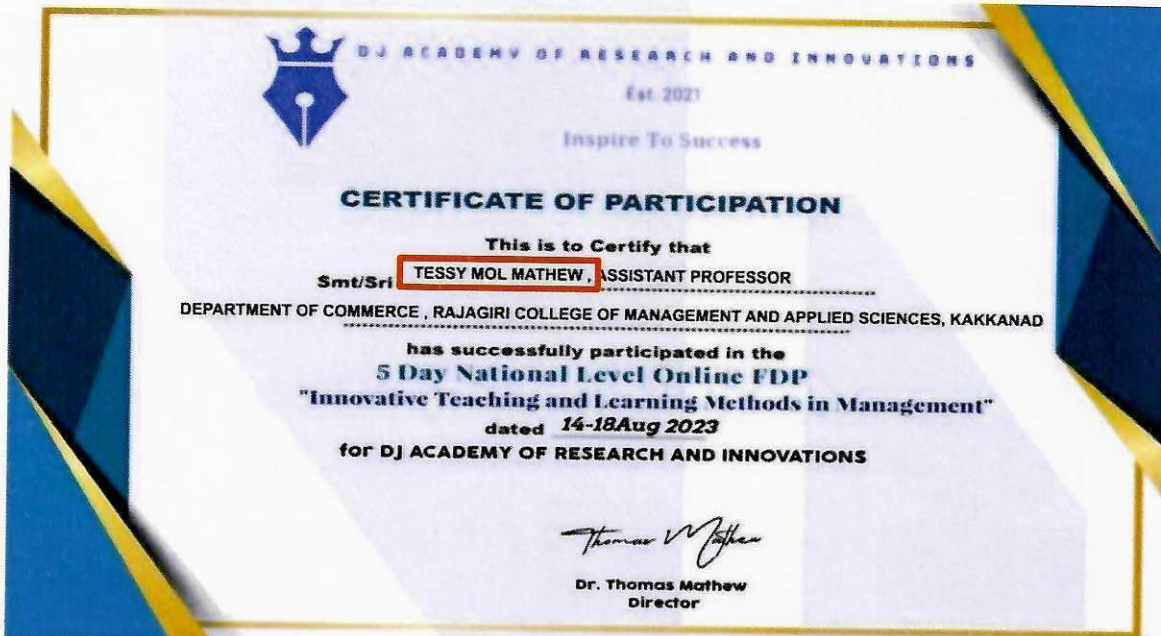 DJ ACADEMY OF RESEARCH AND INNOVATIONS
Est. 2021
Inspire To Success
CERTIFICATE OF PARTICIPATION
This is to Certify that
Smt/Sri TESSY MOL MATHEW , ASSISTANT PROFESSOR
DEPARTMENT OF COMMERCE , RAJAGIRI COLLEGE OF MANAGEMENT AND APPLIED SCIENCES, KAKKANAD
has successfully participated in the
5 Day National Level Online FDP
"Innovative Teaching and Learning Methods in Management"
dated 14-18Aug 2023
for DJ ACADEMY OF RESEARCH AND INNOVATIONS
Thomas Mathew
Dr. Thomas Mathew
Director